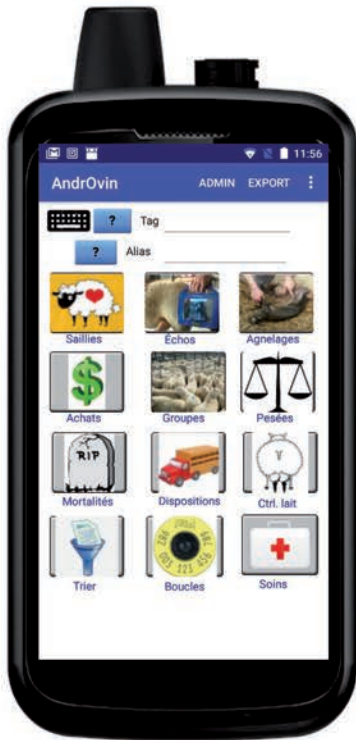 11:56
AndrOvin ADMIN EXPORT
? Tag
? Alias
Saillies Échos Agnelages
Achats Groupes Pesées
RIP
Mortalités Dispositions Ctrl. lait
Trier Boucles Soins